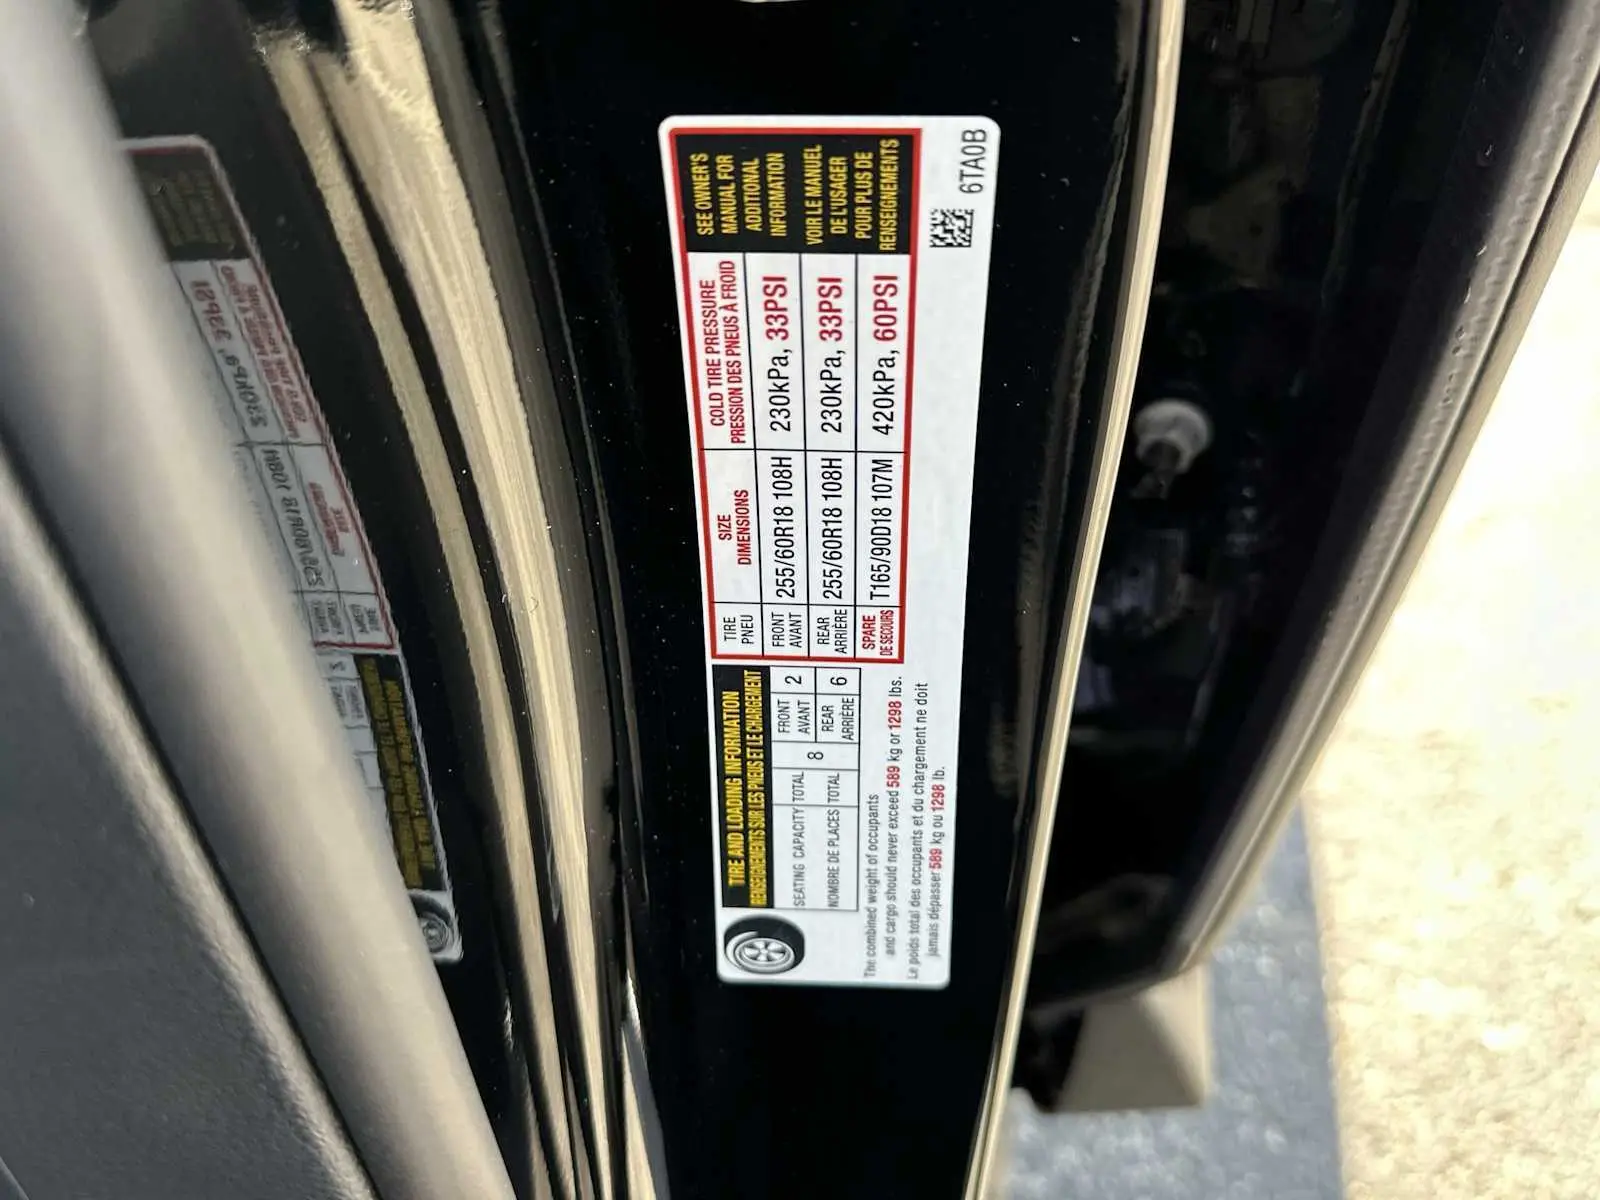 TIRE AND LOADING INFORMATION
RENSEIGNEMENTS SUR LES PNEUS ET LE CHARGEMENT
SEATING CAPACITY TOTAL 8 FRONT AVANT 2
NOMBRE DE PLACES TOTAL REAR ARRIÈRE 6
The combined weight of occupants
and cargo should never exceed 589 kg or 1298 lbs.
Le poids total des occupants et du chargement ne doit
jamais dépasser 589 kg ou 1298 lb.
TIRE PNEU SIZE DIMENSIONS COLD TIRE PRESSURE PRESSION DES PNEUS À FROID
FRONT AVANT 255/60R18 108H 230kPa, 33PSI
REAR ARRIÈRE 255/60R18 108H 230kPa, 33PSI
SPARE DE SECOURS T165/90D18 107M 420kPa, 60PSI
SEE OWNER'S
MANUAL FOR
ADDITIONAL
INFORMATION
VOIR LE MANUEL
DE L'USAGER
POUR PLUS DE
RENSEIGNEMENTS
6TA0B